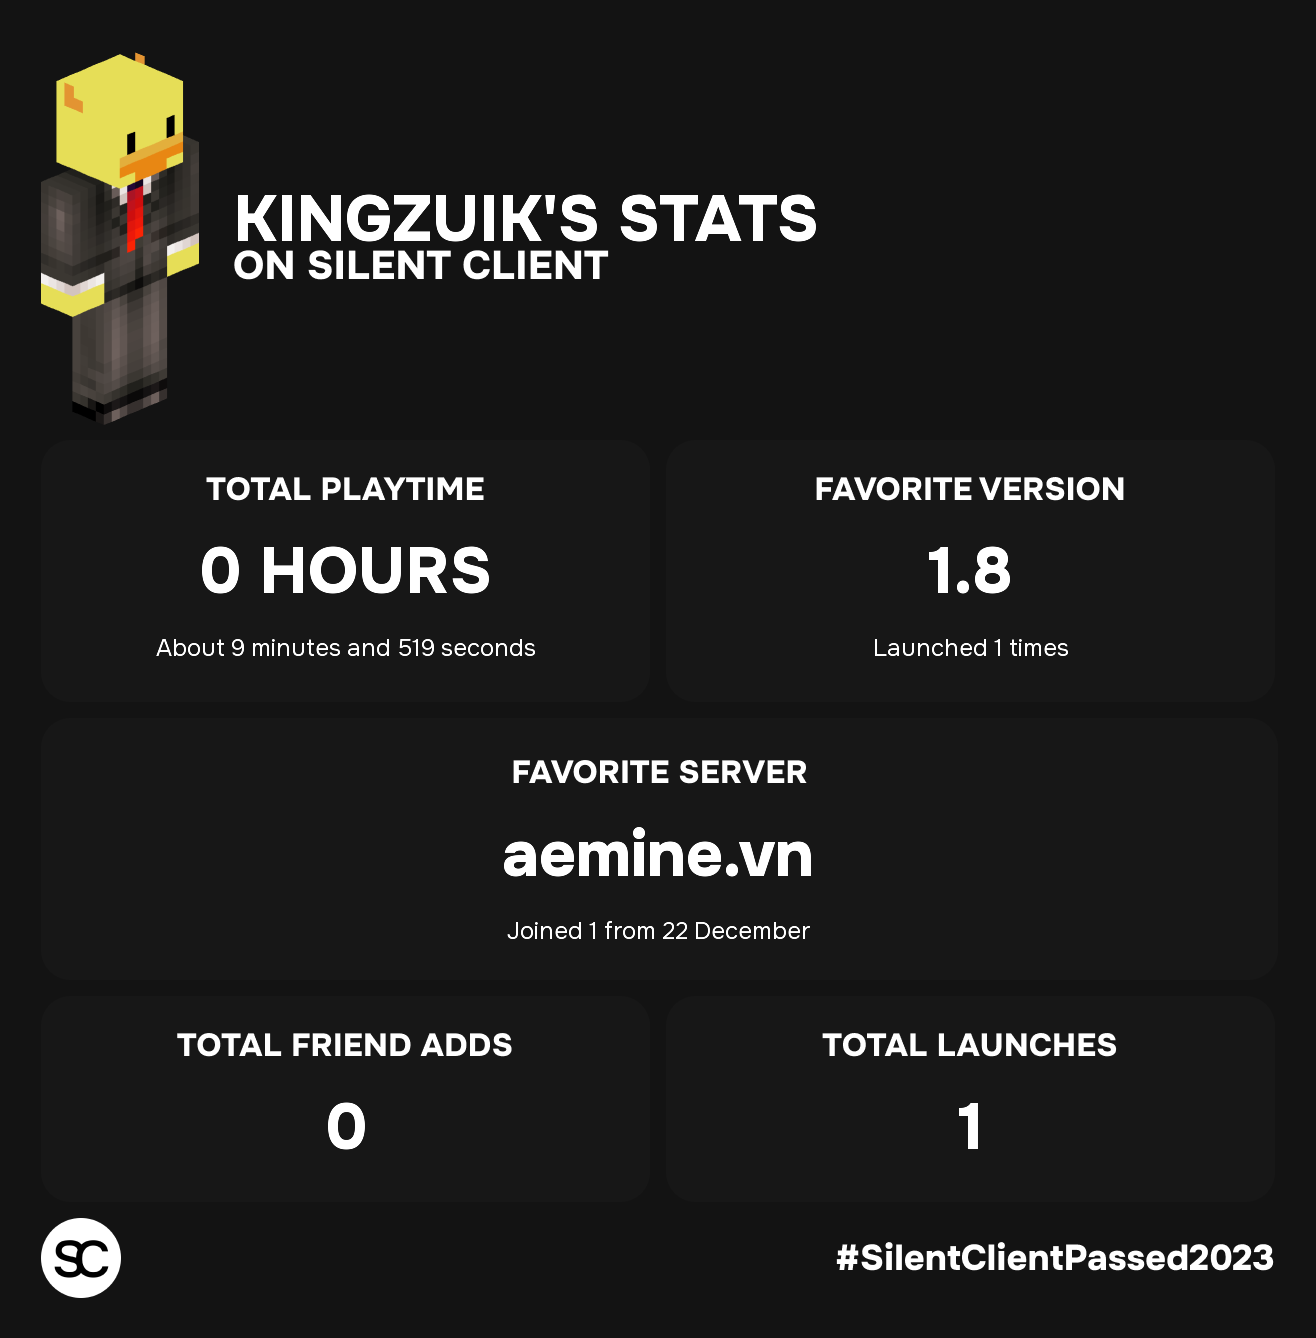 KINGZUIK'S STATS
ON SILENT CLIENT
TOTAL PLAYTIME
0 HOURS
About 9 minutes and 519 seconds
FAVORITE VERSION
1.8
Launched 1 times
FAVORITE SERVER
aemine.vn
Joined 1 from 22 December
TOTAL FRIEND ADDS
0
TOTAL LAUNCHES
1
SC
#SilentClientPassed2023